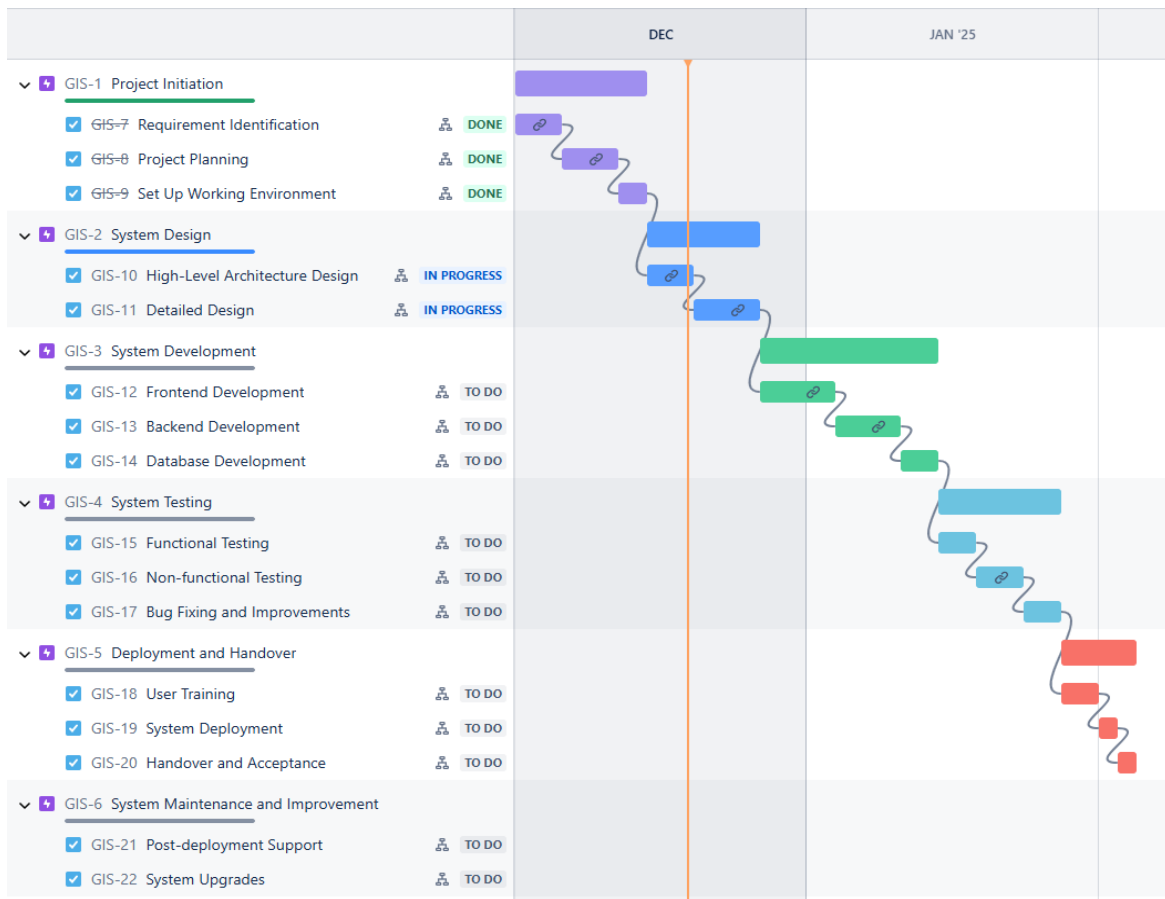 DEC JAN '25
GIS-1 Project Initiation
GIS-7 Requirement Identification DONE
GIS-8 Project Planning DONE
GIS-9 Set Up Working Environment DONE
GIS-2 System Design
GIS-10 High-Level Architecture Design IN PROGRESS
GIS-11 Detailed Design IN PROGRESS
GIS-3 System Development
GIS-12 Frontend Development TO DO
GIS-13 Backend Development TO DO
GIS-14 Database Development TO DO
GIS-4 System Testing
GIS-15 Functional Testing TO DO
GIS-16 Non-functional Testing TO DO
GIS-17 Bug Fixing and Improvements TO DO
GIS-5 Deployment and Handover
GIS-18 User Training TO DO
GIS-19 System Deployment TO DO
GIS-20 Handover and Acceptance TO DO
GIS-6 System Maintenance and Improvement
GIS-21 Post-deployment Support TO DO
GIS-22 System Upgrades TO DO